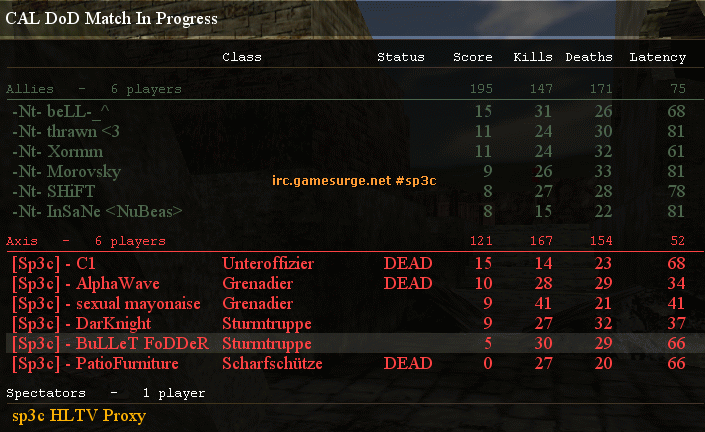 CAL DoD Match In Progress
Class Status Score Kills Deaths Latency
Allies - 6 players 195 147 171 75
-Nt- beLL-_^ 15 31 26 68
-Nt- thrawn <3 11 24 30 81
-Nt- Xormm 11 24 32 61
-Nt- Morovsky 9 26 33 81
irc.gamesurge.net #sp3c
-Nt- SHiFT 8 27 28 78
-Nt- InSaNe <NuBeas> 8 15 22 81
Axis - 6 players 121 167 154 52
[Sp3c] - C1 Unteroffizier DEAD 15 14 23 68
[Sp3c] - AlphaWave Grenadier DEAD 10 28 29 34
[Sp3c] - sexual mayonaise Grenadier 9 41 21 41
[Sp3c] - DarKnight Sturmtruppe 9 27 32 37
[Sp3c] - BuLLeT FoDDeR Sturmtruppe 5 30 29 66
[Sp3c] - PatioFurniture Scharfschütze DEAD 0 27 20 66
Spectators - 1 player
sp3c HLTV Proxy